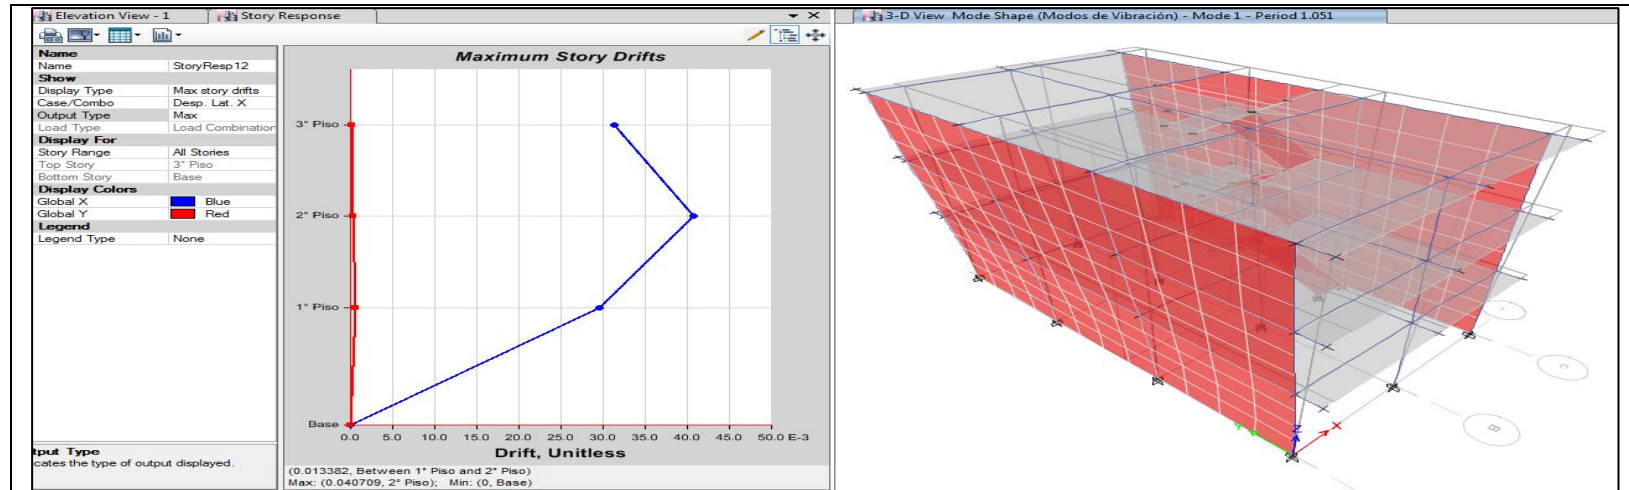 Elevation View - 1
Story Response
Name
Name StoryResp12
Show
Display Type Max story drifts
Case/Combo Desp. Lat. X
Output Type Max
Load Type Load Combination
Display For
Story Range All Stories
Top Story 3° Piso
Bottom Story Base
Display Colors
Global X Blue
Global Y Red
Legend
Legend Type None
tput Type
cates the type of output displayed.
Maximum Story Drifts
3° Piso
2° Piso
1° Piso
Base
0.0 5.0 10.0 15.0 20.0 25.0 30.0 35.0 40.0 45.0 50.0 E-3
Drift, Unitless
(0.013382, Between 1° Piso and 2° Piso)
Max: (0.040709, 2° Piso); Min: (0, Base)
3-D View Mode Shape (Modos de Vibración) - Mode 1 - Period 1.051
Y
Z
X
B